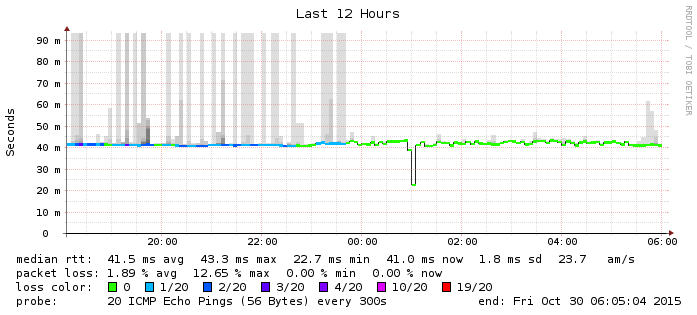 Last 12 Hours
RRDTOOL / TOBI OETIKER
Seconds
90 m
80 m
70 m
60 m
50 m
40 m
30 m
20 m
10 m
0
20:00 22:00 00:00 02:00 04:00 06:00
median rtt: 41.5 ms avg 43.3 ms max 22.7 ms min 41.0 ms now 1.8 ms sd 23.7 am/s
packet loss: 1.89 % avg 12.65 % max 0.00 % min 0.00 % now
loss color: 0 1/20 2/20 3/20 4/20 10/20 19/20
probe: 20 ICMP Echo Pings (56 Bytes) every 300s end: Fri Oct 30 06:05:04 2015